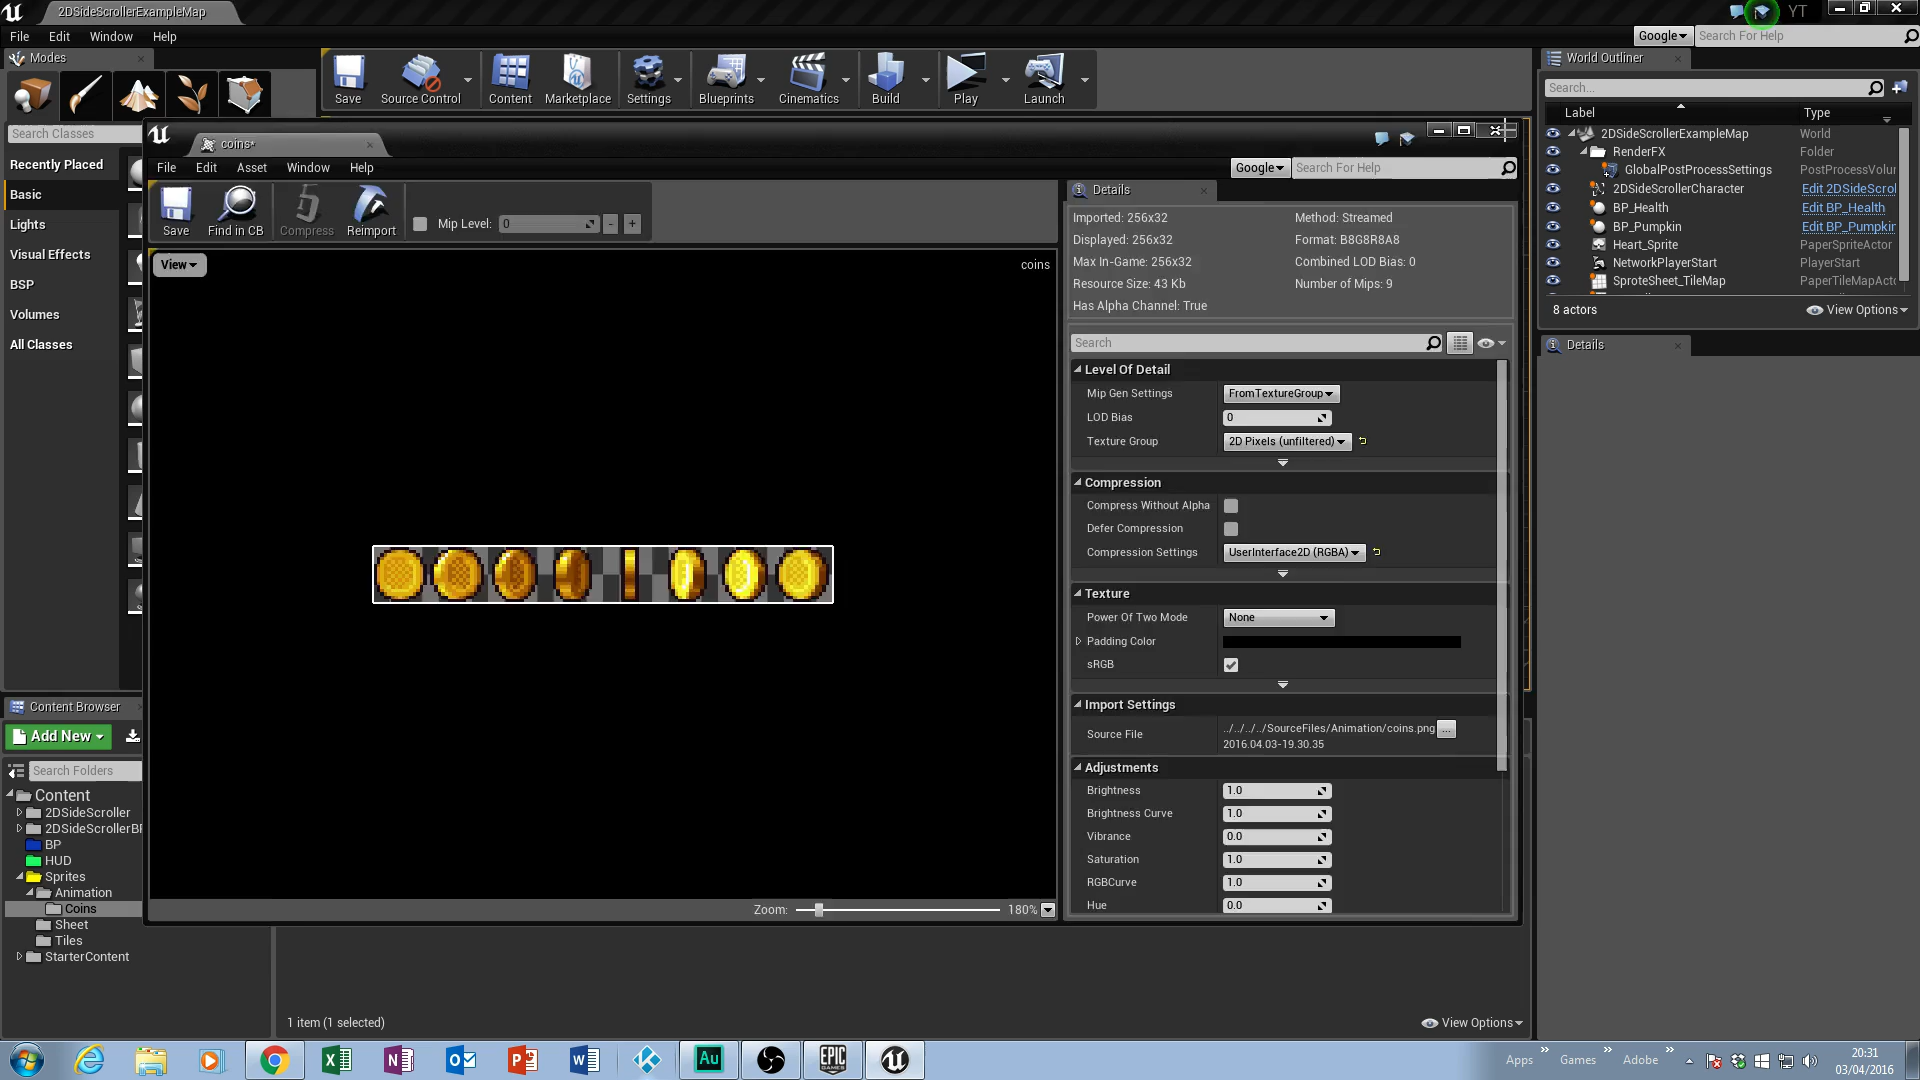 2DSideScrollerExampleMap
YT
File Edit Window Help
Google
Search For Help
Modes
Save
Source Control
Content
Marketplace
Settings
Blueprints
Cinematics
Build
Play
Launch
World Outliner
Search...
Label Type
2DSideScrollerExampleMap World
RenderFX Folder
GlobalPostProcessSettings PostProcessVolu
2DSideScrollerCharacter Edit 2DSideScrol
BP_Health Edit BP_Health
BP_Pumpkin Edit BP_Pumpkin
Heart_Sprite PaperSpriteActor
NetworkPlayerStart PlayerStart
SproteSheet_TileMap PaperTileMapActo
8 actors
View Options
Details
Search Classes
Recently Placed
Basic
Lights
Visual Effects
BSP
Volumes
All Classes
coins*
File Edit Asset Window Help
Google
Search For Help
Save
Find in CB
Compress
Reimport
Mip Level: 0 - +
View
coins
Zoom: 180%
Details
Imported: 256x32 Method: Streamed
Displayed: 256x32 Format: B8G8R8A8
Max In-Game: 256x32 Combined LOD Bias: 0
Resource Size: 43 Kb Number of Mips: 9
Has Alpha Channel: True
Search
Level Of Detail
Mip Gen Settings FromTextureGroup
LOD Bias 0
Texture Group 2D Pixels (unfiltered)
Compression
Compress Without Alpha
Defer Compression
Compression Settings UserInterface2D (RGBA)
Texture
Power Of Two Mode None
Padding Color
sRGB
Import Settings
Source File ../../../../SourceFiles/Animation/coins.png ...
2016.04.03-19.30.35
Adjustments
Brightness 1.0
Brightness Curve 1.0
Vibrance 0.0
Saturation 1.0
RGBCurve 1.0
Hue 0.0
Content Browser
Add New
Search Folders
Content
2DSideScroller
2DSideScrollerBP
BP
HUD
Sprites
Animation
Coins
Sheet
Tiles
StarterContent
1 item (1 selected)
View Options
Au
EPIC GAMES
Apps » Games » Adobe »
20:31
03/04/2016